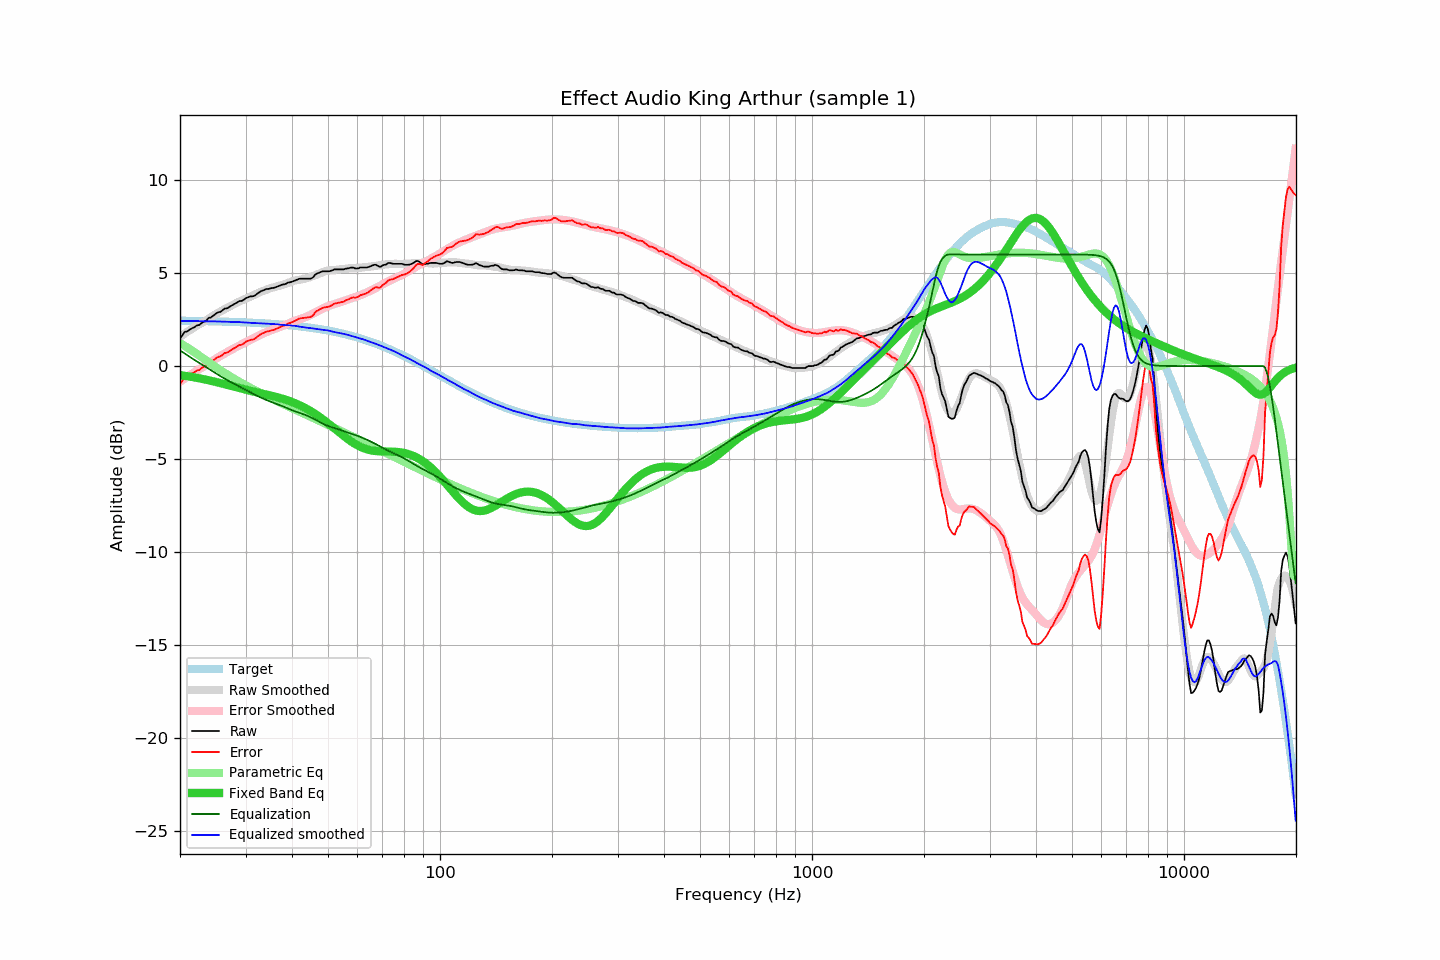 Effect Audio King Arthur (sample 1)
10
5
0
−5
−10
−15
−20
−25
Amplitude (dBr)
Target
Raw Smoothed
Error Smoothed
Raw
Error
Parametric Eq
Fixed Band Eq
Equalization
Equalized smoothed
100
1000
10000
Frequency (Hz)